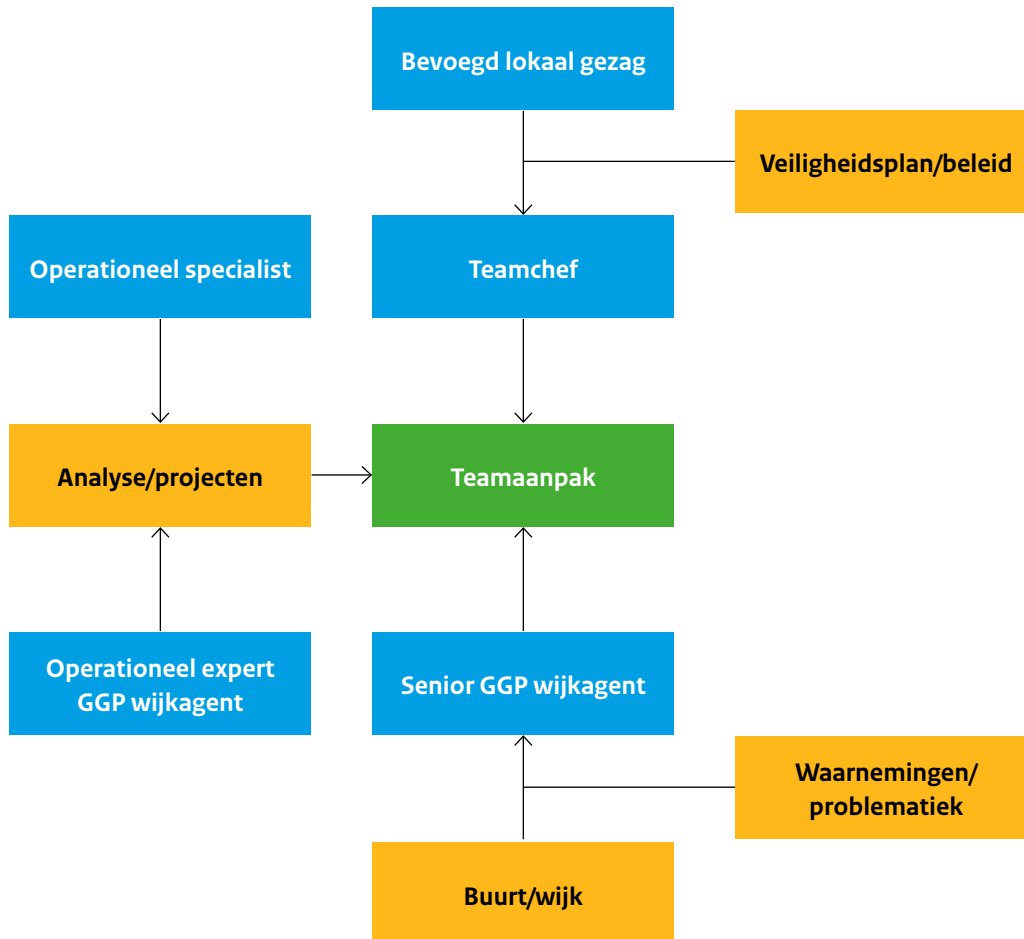 Bevoegd lokaal gezag
Veiligheidsplan/beleid
Operationeel specialist
Teamchef
Analyse/projecten
Teamaanpak
Operationeel expert
GGP wijkagent
Senior GGP wijkagent
Waarnemingen/
problematiek
Buurt/wijk